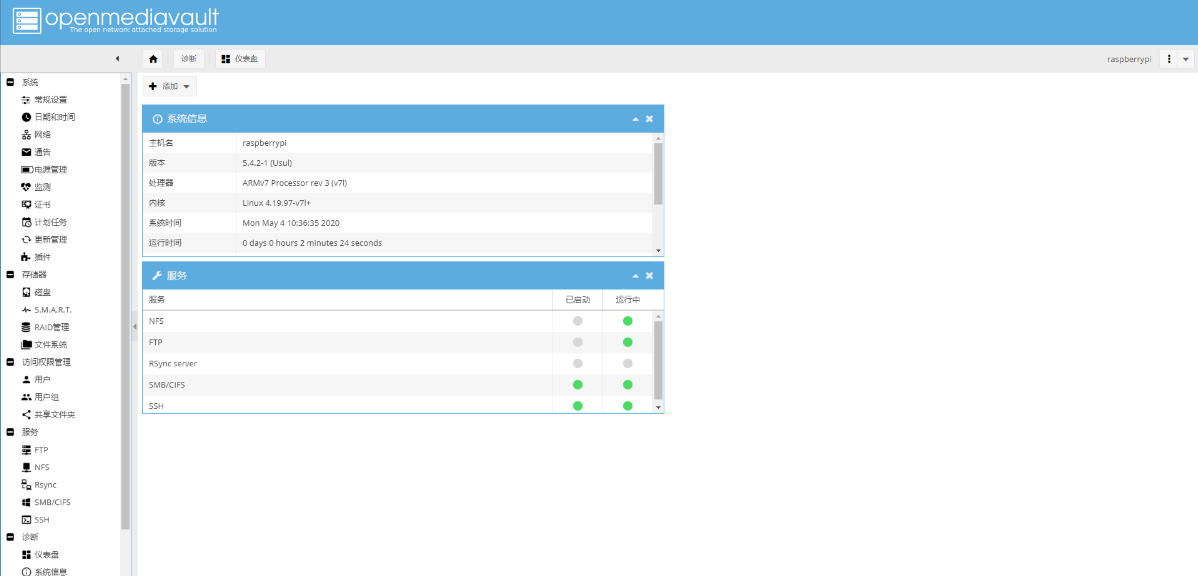 openmediavault
The open network attached storage solution
诊断
仪表盘
raspberrypi
系统
常规设置
日期和时间
网络
通告
电源管理
监测
证书
计划任务
更新管理
插件
存储器
磁盘
S.M.A.R.T.
RAID管理
文件系统
访问权限管理
用户
用户组
共享文件夹
服务
FTP
NFS
Rsync
SMB/CIFS
SSH
诊断
仪表盘
系统信息
添加
系统信息
主机名 raspberrypi
版本 5.4.2-1 (Usul)
处理器 ARMv7 Processor rev 3 (v7l)
内核 Linux 4.19.97-v7l+
系统时间 Mon May 4 10:36:35 2020
运行时间 0 days 0 hours 2 minutes 24 seconds
服务
服务 已启动 运行中
NFS
FTP
RSync server
SMB/CIFS
SSH